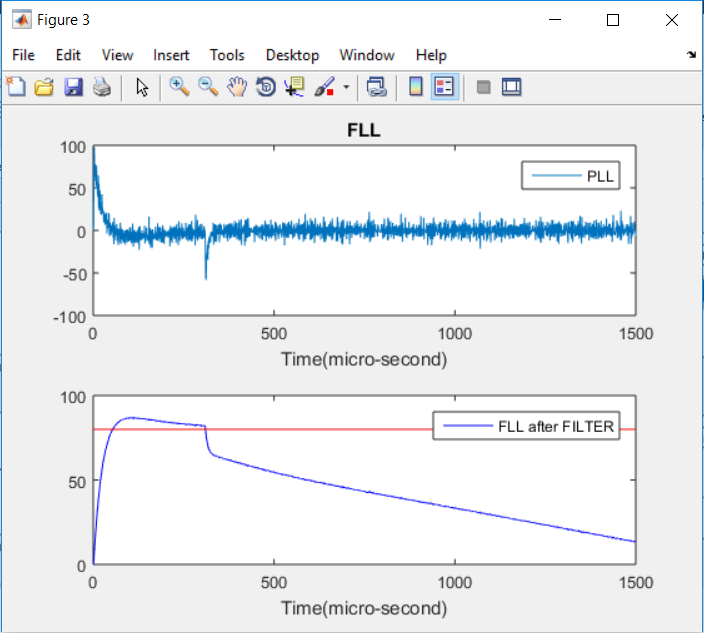 Figure 3
File Edit View Insert Tools Desktop Window Help
FLL
100
50
0
-50
-100
PLL
0 500 1000 1500
Time(micro-second)
100
50
0
FLL after FILTER
0 500 1000 1500
Time(micro-second)